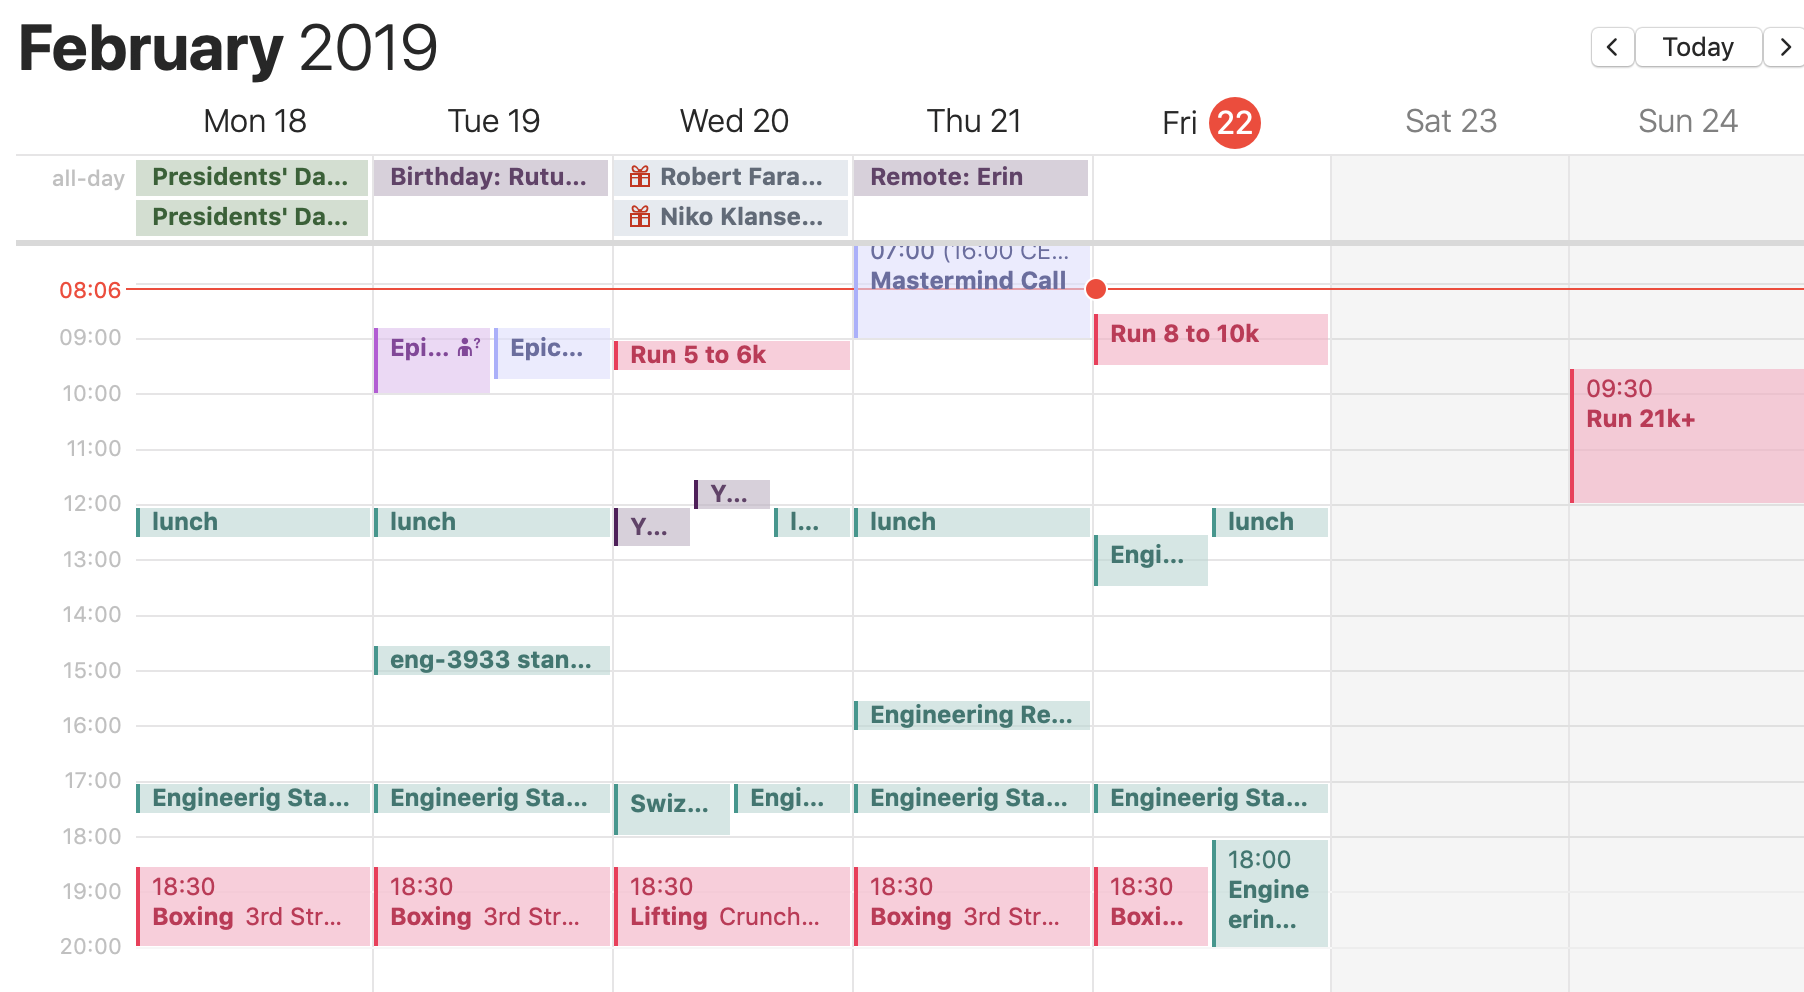 February 2019
Today
Mon 18
Tue 19
Wed 20
Thu 21
Fri 22
Sat 23
Sun 24
all-day
Presidents' Da...
Birthday: Rutu...
Robert Fara...
Remote: Erin
Presidents' Da...
Niko Klanse...
07:00 (16:00 CE...
Mastermind Call
08:06
Run 8 to 10k
09:00
Epi...
?
Epic...
Run 5 to 6k
09:30
Run 21k+
10:00
11:00
Y...
12:00
lunch
lunch
Y...
l...
lunch
lunch
13:00
Engi...
14:00
eng-3933 stan...
15:00
Engineering Re...
16:00
17:00
Engineerig Sta...
Engineerig Sta...
Swiz...
Engi...
Engineerig Sta...
Engineerig Sta...
18:00
18:00
Engine
erin...
18:30
Boxing 3rd Str...
18:30
Boxing 3rd Str...
18:30
Lifting Crunch...
18:30
Boxing 3rd Str...
18:30
Boxi...
19:00
20:00